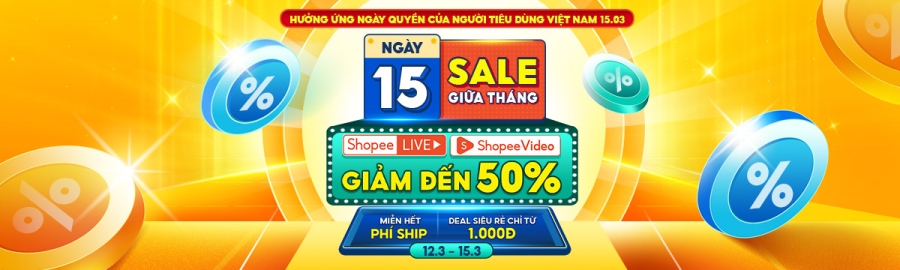 HƯỞNG ỨNG NGÀY QUYỀN CỦA NGƯỜI TIÊU DÙNG VIỆT NAM 15.03
NGÀY
15
SALE
GIỮA THÁNG
Shopee LIVE
S ShopeeVideo
GIẢM ĐẾN 50%
MIỄN HẾT
PHÍ SHIP
DEAL SIÊU RẺ CHỈ TỪ
1.000Đ
12.3 - 15.3
%
%
%
%